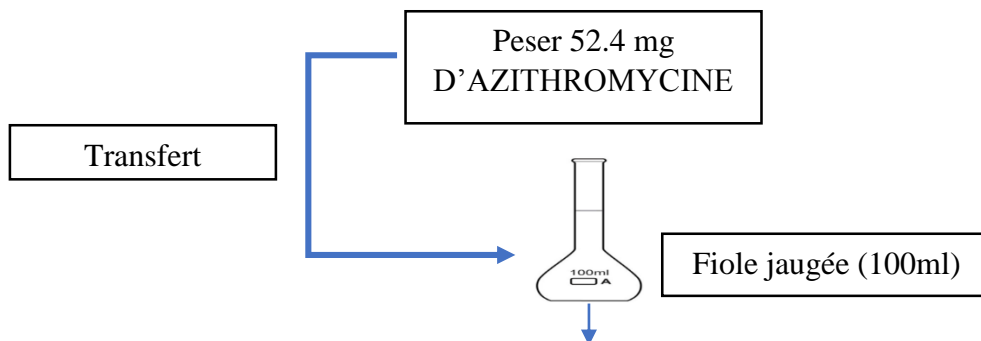 Peser 52.4 mg
D’AZITHROMYCINE
Transfert
100ml
A
Fiole jaugée (100ml)